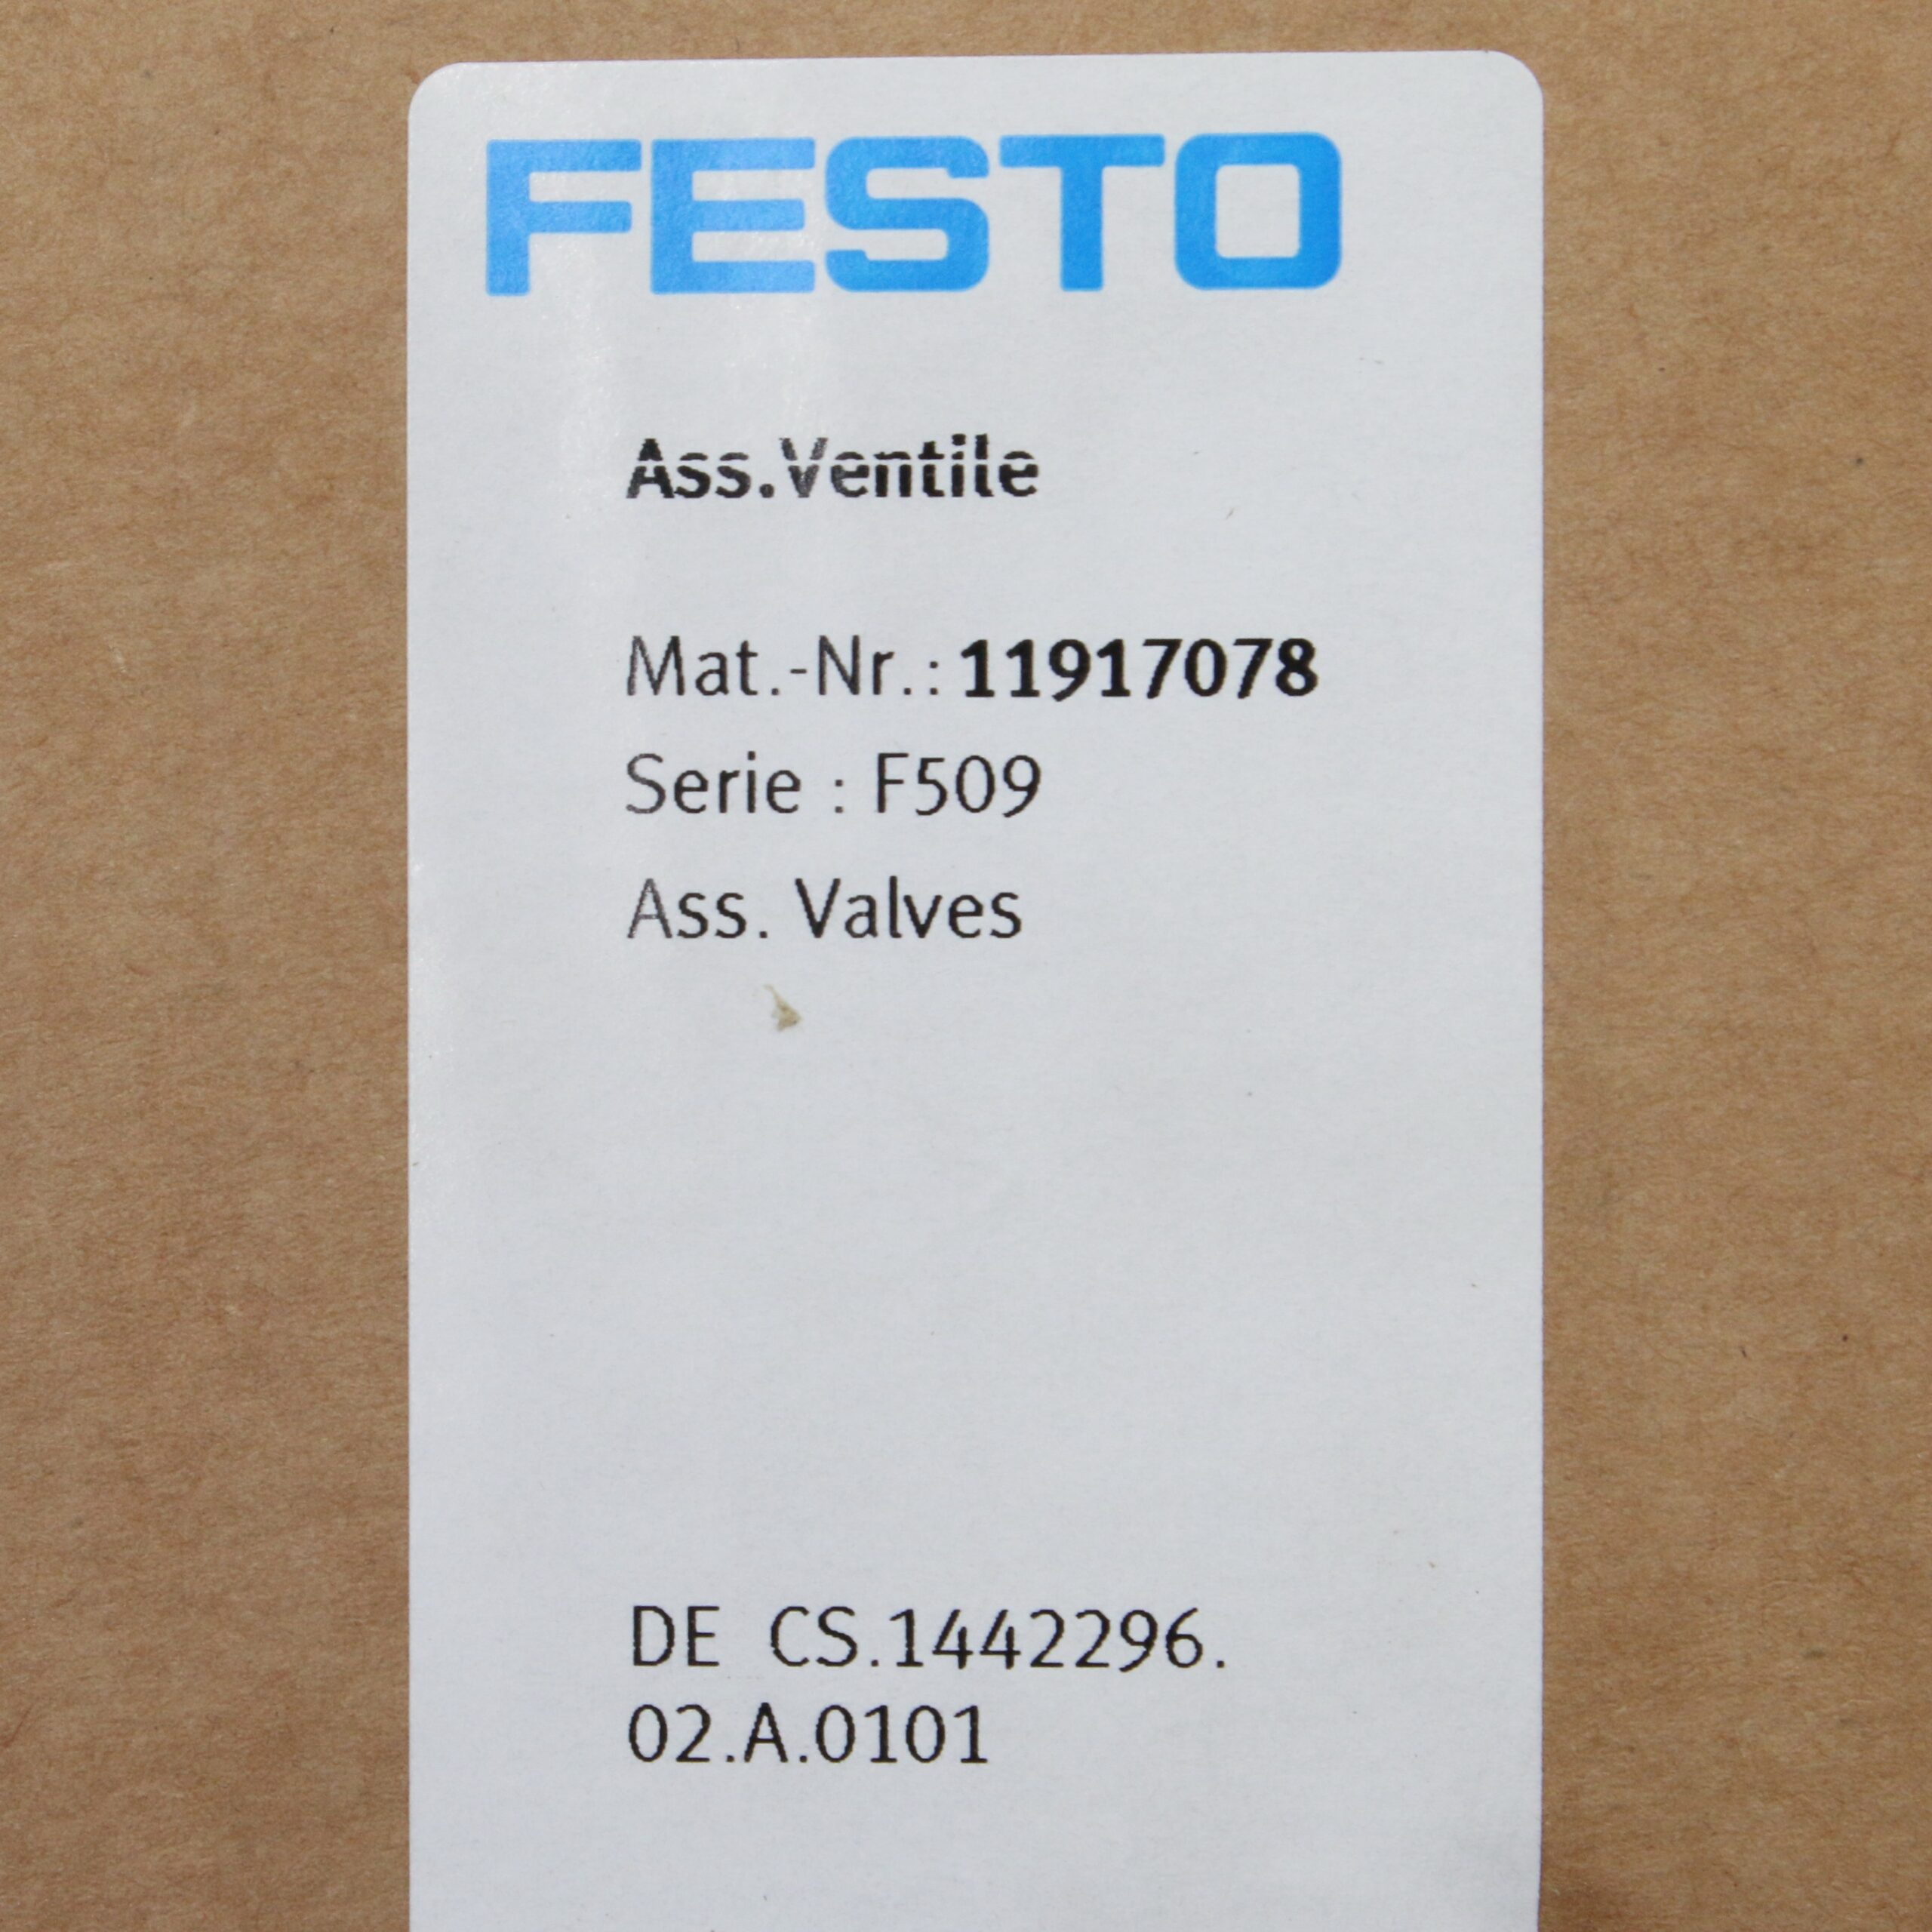 FESTO
Ass.Ventile
Mat.-Nr.: 11917078
Serie : F509
Ass. Valves
DE CS.1442296.
02.A.0101